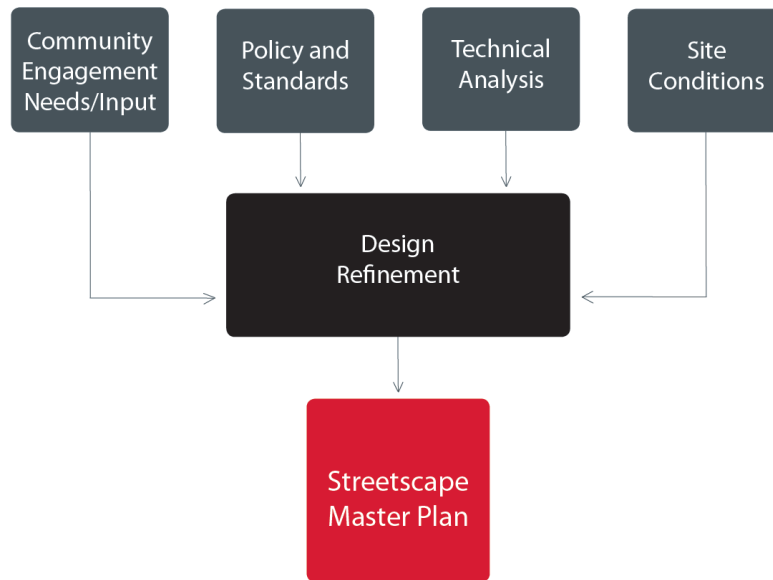 Community
Engagement
Needs/Input
Policy and
Standards
Technical
Analysis
Site
Conditions
Design
Refinement
Streetscape
Master Plan